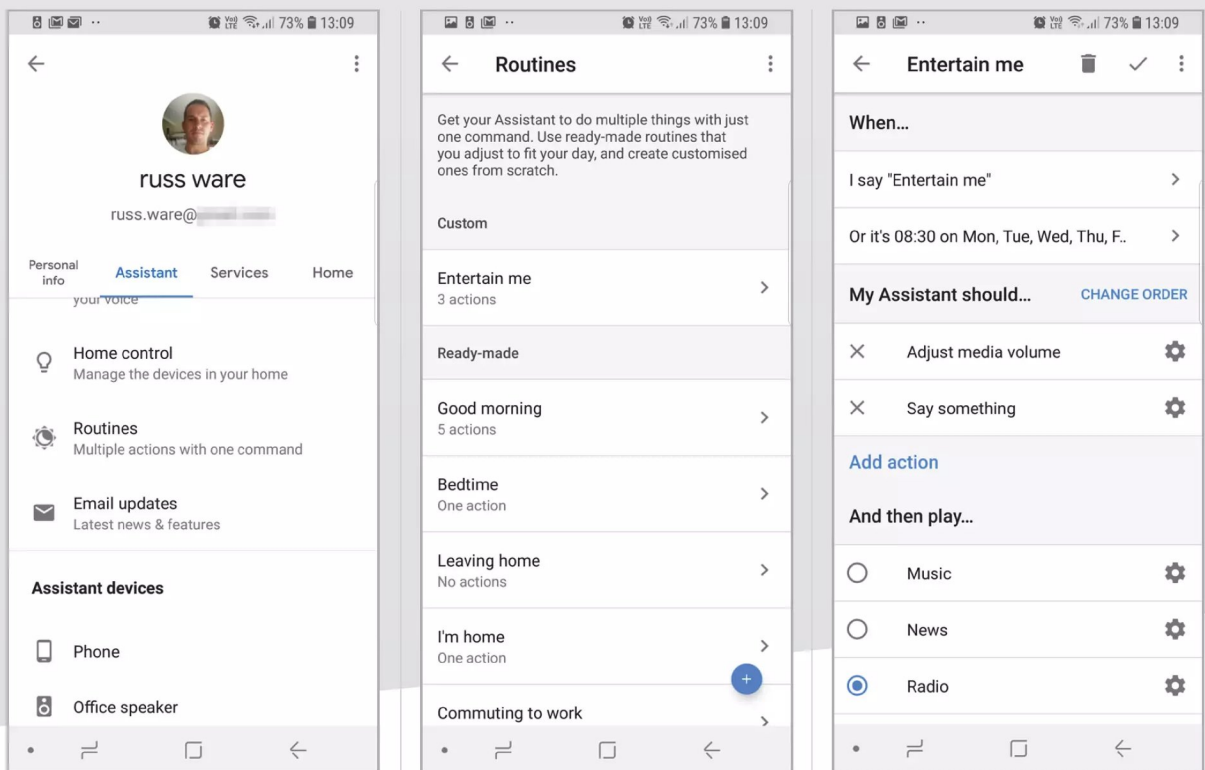 73% 13:09
russ ware
russ.ware@
Personal
info
Assistant
Services
Home
your voice
Home control
Manage the devices in your home
Routines
Multiple actions with one command
Email updates
Latest news & features
Assistant devices
Phone
Office speaker
73% 13:09
Routines
Get your Assistant to do multiple things with just
one command. Use ready-made routines that
you adjust to fit your day, and create customised
ones from scratch.
Custom
Entertain me
3 actions
Ready-made
Good morning
5 actions
Bedtime
One action
Leaving home
No actions
I'm home
One action
Commuting to work
73% 13:09
Entertain me
When...
I say "Entertain me"
Or it's 08:30 on Mon, Tue, Wed, Thu, F..
My Assistant should... CHANGE ORDER
Adjust media volume
Say something
Add action
And then play...
Music
News
Radio